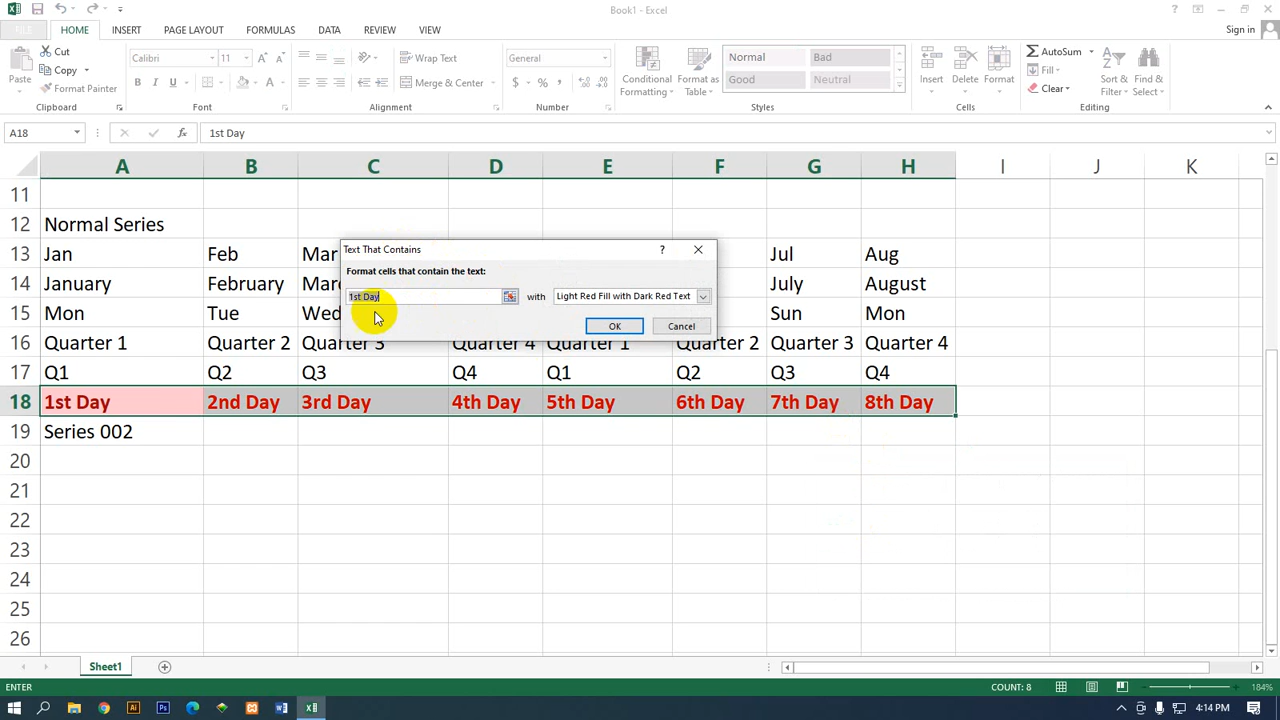 Book1 - Excel
FILE HOME INSERT PAGE LAYOUT FORMULAS DATA REVIEW VIEW Sign in
Paste Cut Copy Format Painter Clipboard
Calibri 11 B I U A Font
Wrap Text Merge & Center Alignment
General $ % , Number
Conditional Formatting Format as Table Normal Bad Good Neutral Styles
Insert Delete Format Cells
AutoSum Fill Clear Sort & Filter Find & Select Editing
A18 fx 1st Day
A B C D E F G H I J K
11
12 Normal Series
13 Jan Feb Mar Jul Aug
14 January February Marc July August
15 Mon Tue Wed Sun Mon
16 Quarter 1 Quarter 2 Quarter 3 Quarter 4 Quarter 1 Quarter 2 Quarter 3 Quarter 4
17 Q1 Q2 Q3 Q4 Q1 Q2 Q3 Q4
18 1st Day 2nd Day 3rd Day 4th Day 5th Day 6th Day 7th Day 8th Day
19 Series 002
20
21
22
23
24
25
26
Text That Contains ?
Format cells that contain the text:
1st Day with Light Red Fill with Dark Red Text
OK Cancel
Sheet1
ENTER COUNT: 8 184%
Ai Ps 4:14 PM